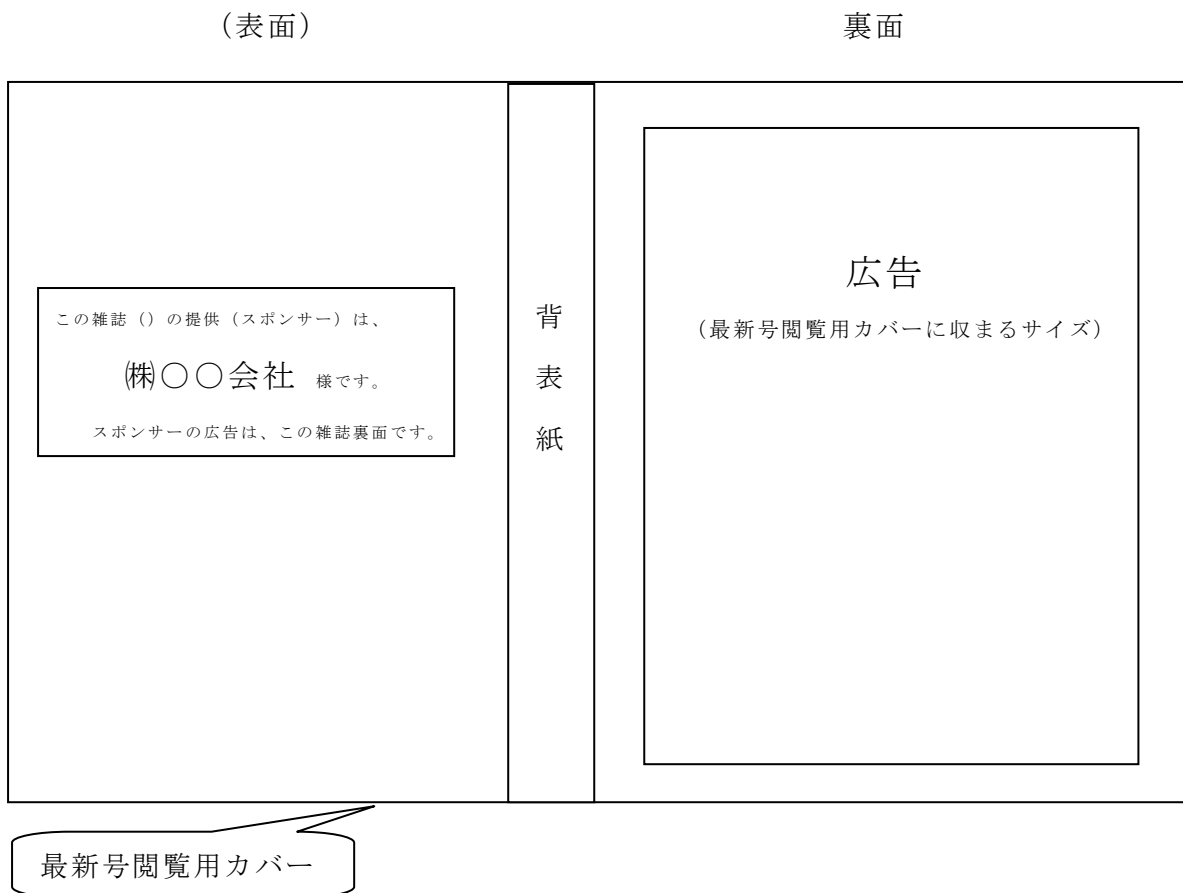 (表面)
裏面
この雑誌()の提供(スポンサー)は、
㈱○○会社 様です。
スポンサーの広告は、この雑誌裏面です。
背表紙
広告
(最新号閲覧用カバーに収まるサイズ)
最新号閲覧用カバー